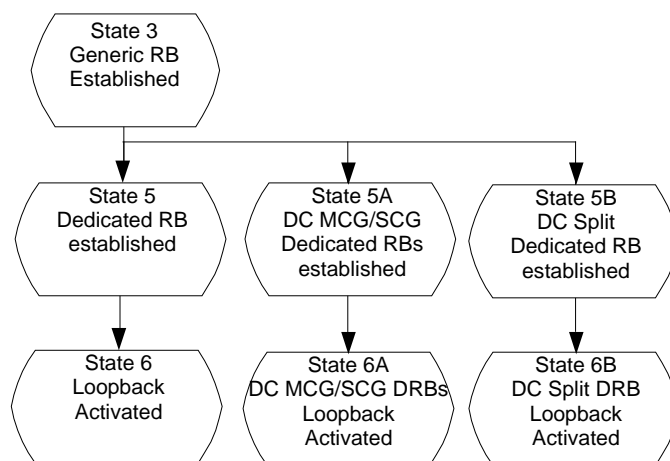 State 3
Generic RB
Established
State 5
Dedicated RB
established
State 5A
DC MCG/SCG
Dedicated RBs
established
State 5B
DC Split
Dedicated RB
established
State 6
Loopback
Activated
State 6A
DC MCG/SCG DRBs
Loopback
Activated
State 6B
DC Split DRB
Loopback
Activated